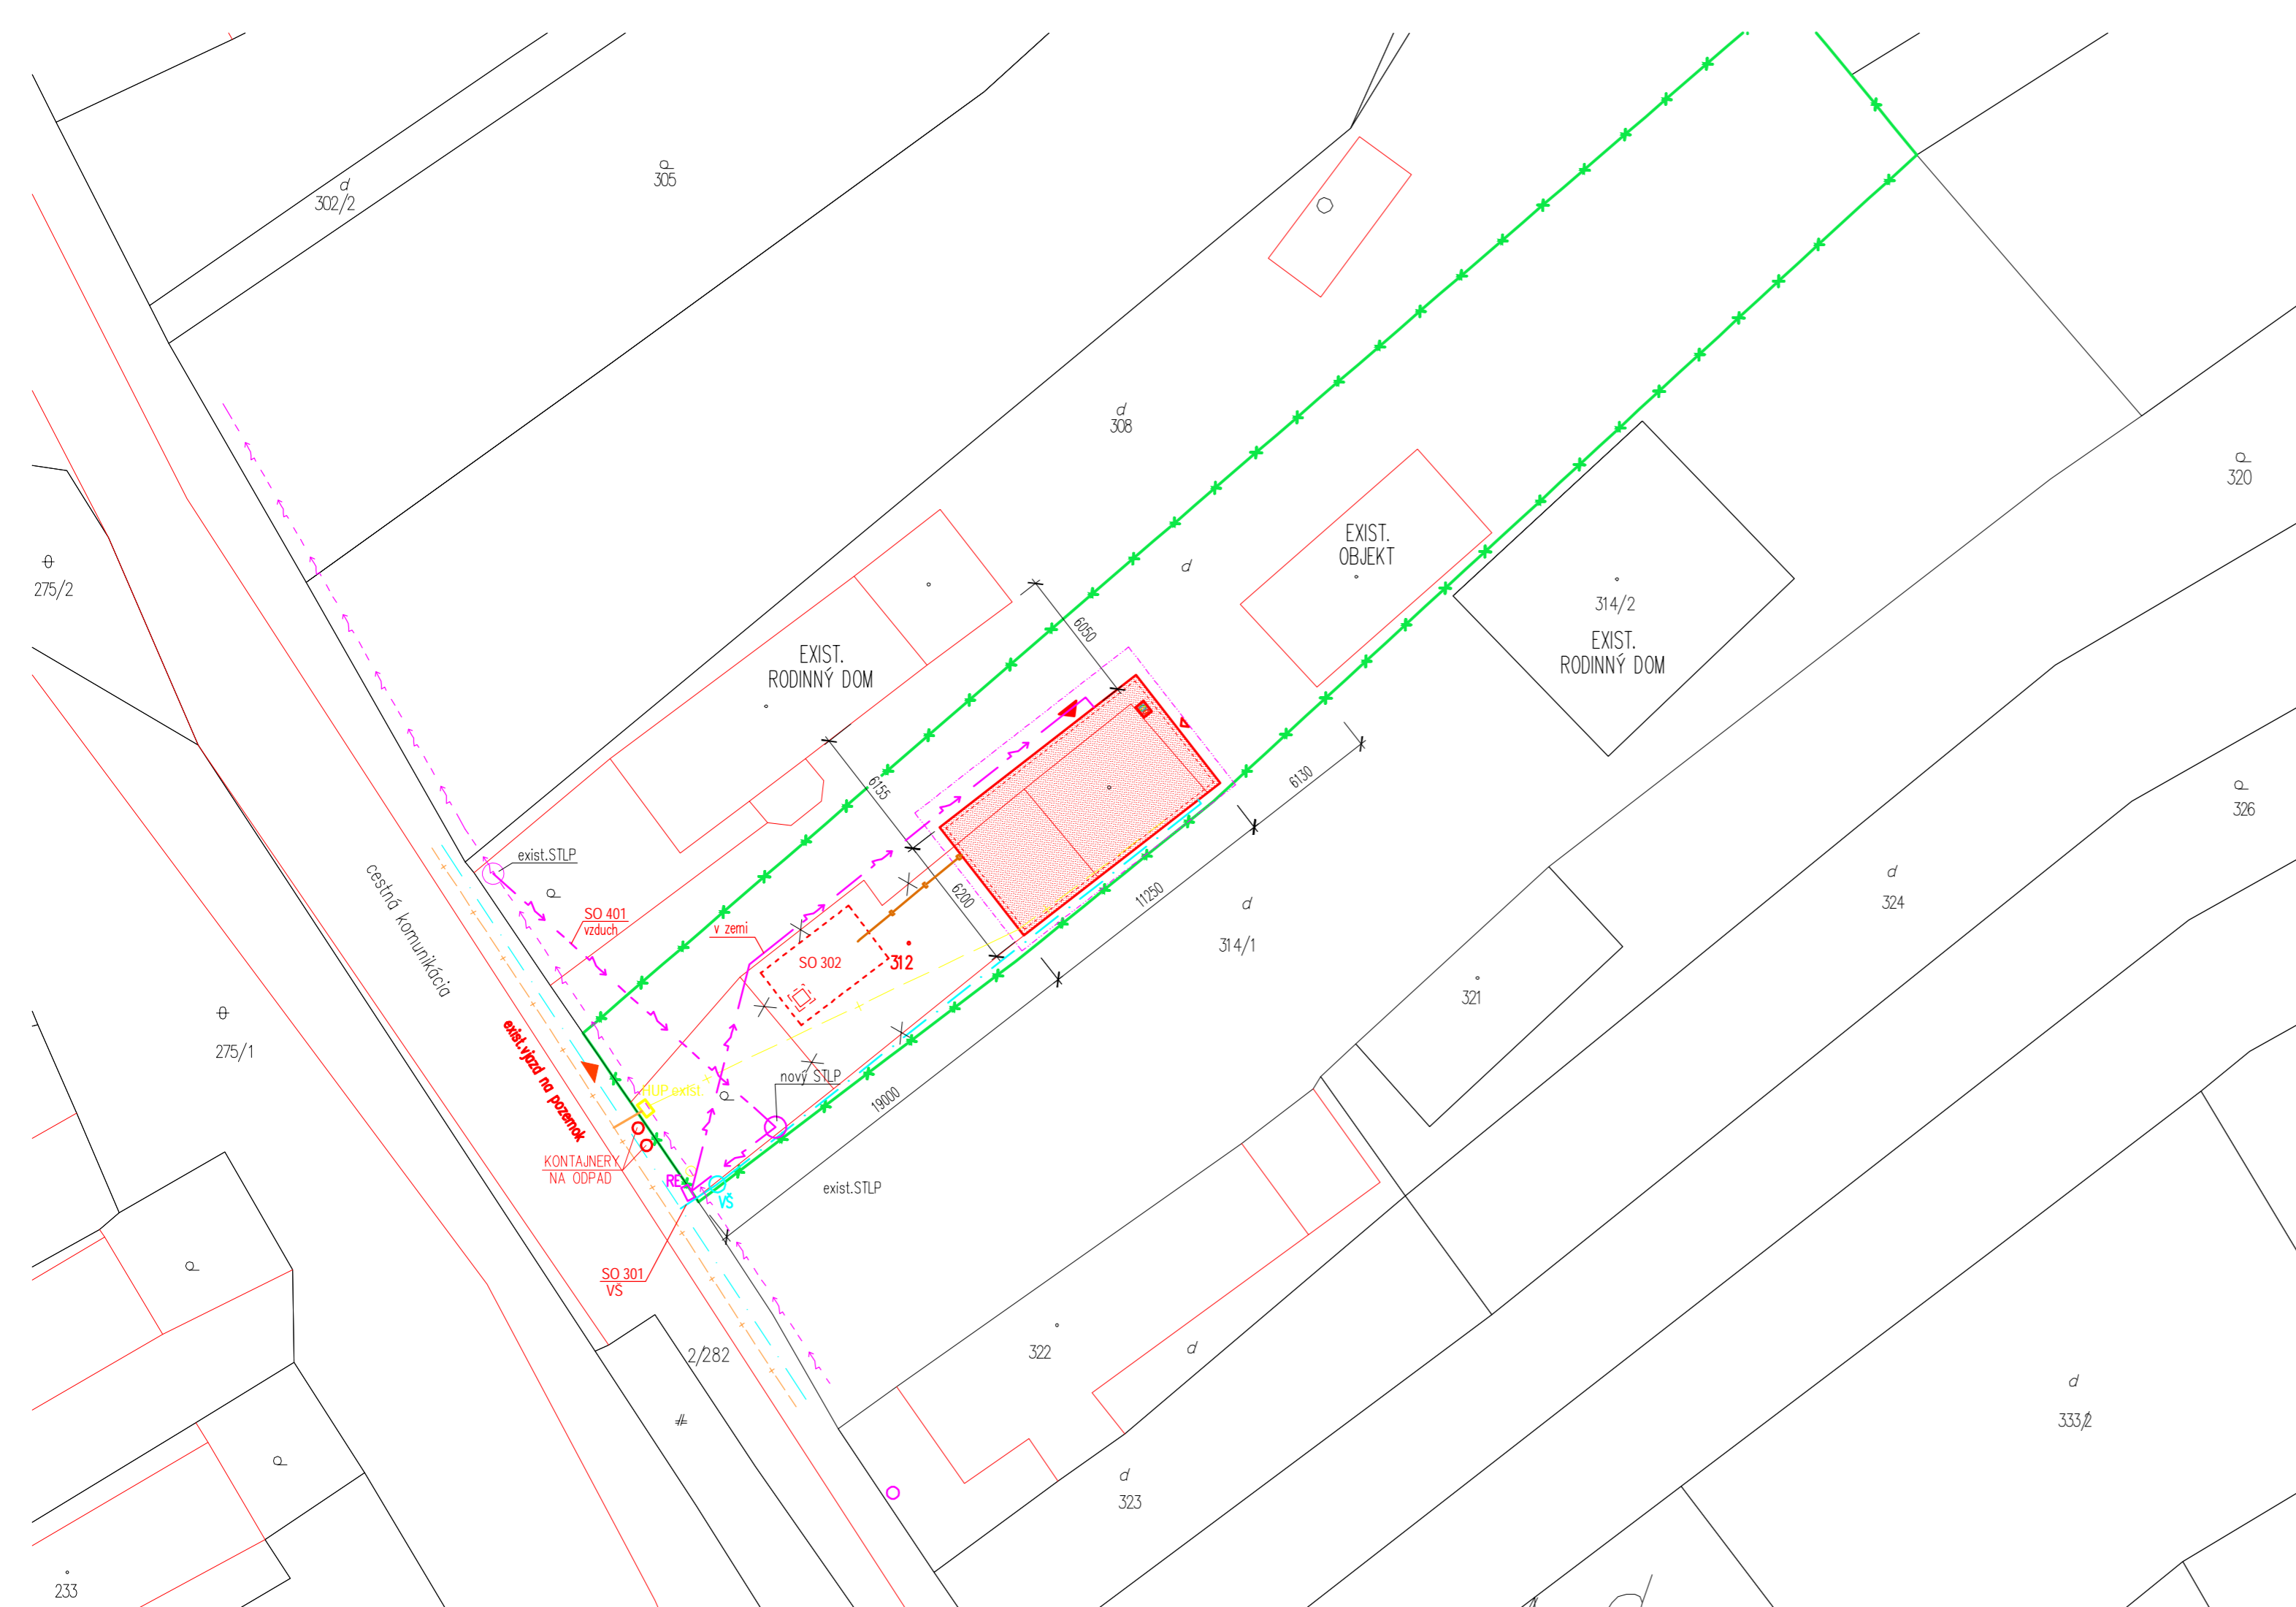 305
d
302/2
d
308
320
275/2
EXIST.
OBJEKT
d
314/2
EXIST.
RODINNÝ DOM
EXIST.
RODINNÝ DOM
6050
6155
6130
326
exist.STLP
cestná komunikácia
SO 401
vzduch
v zemi
6200
11250
d
324
d
314/1
SO 302
312
321
275/1
exist.vjazd na pozemok
HUP exist.
nový STLP
19000
KONTAJNERY
NA ODPAD
RE
VŠ
exist.STLP
SO 301
VŠ
2/282
322
d
d
333/2
d
323
233